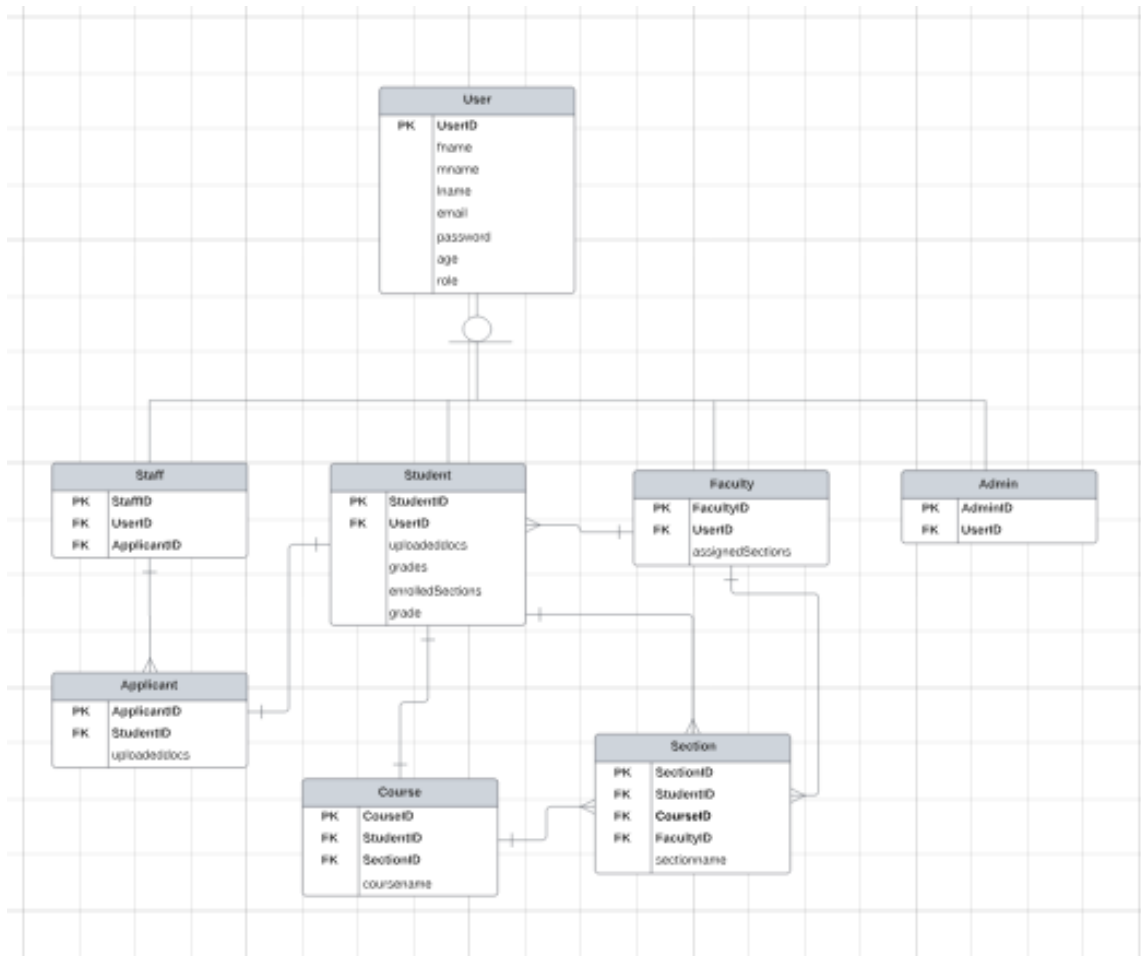 User
PK UserID
fname
mname
lname
email
password
age
role
Staff
PK StaffID
FK UserID
FK ApplicantID
Student
PK StudentID
FK UserID
uploadeddocs
grades
enrolledSections
grade
Faculty
PK FacultyID
FK UserID
assignedSections
Admin
PK AdminID
FK UserID
Applicant
PK ApplicantID
FK StudentID
uploadeddocs
Course
PK CouseID
FK StudentID
FK SectionID
coursename
Section
PK SectionID
FK StudentID
FK CourseID
FK FacultyID
sectionname